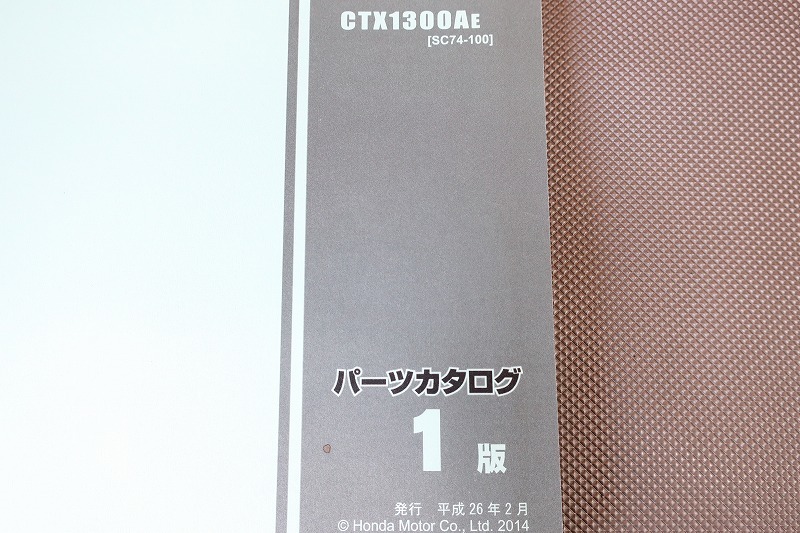 CTX1300AE
[SC74-100]
パーツカタログ
1 版
発行 平成26年2月
© Honda Motor Co., Ltd. 2014